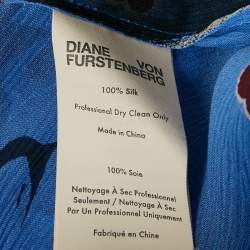 DIANE VON
FURSTENBERG
100% Silk
Professional Dry Clean Only
Made in China
100% Soie
Nettoyage À Sec Professionnel
Seulement / Nettoyage À Sec
Par Un Professionnel Uniquement
Fabriqué en Chine